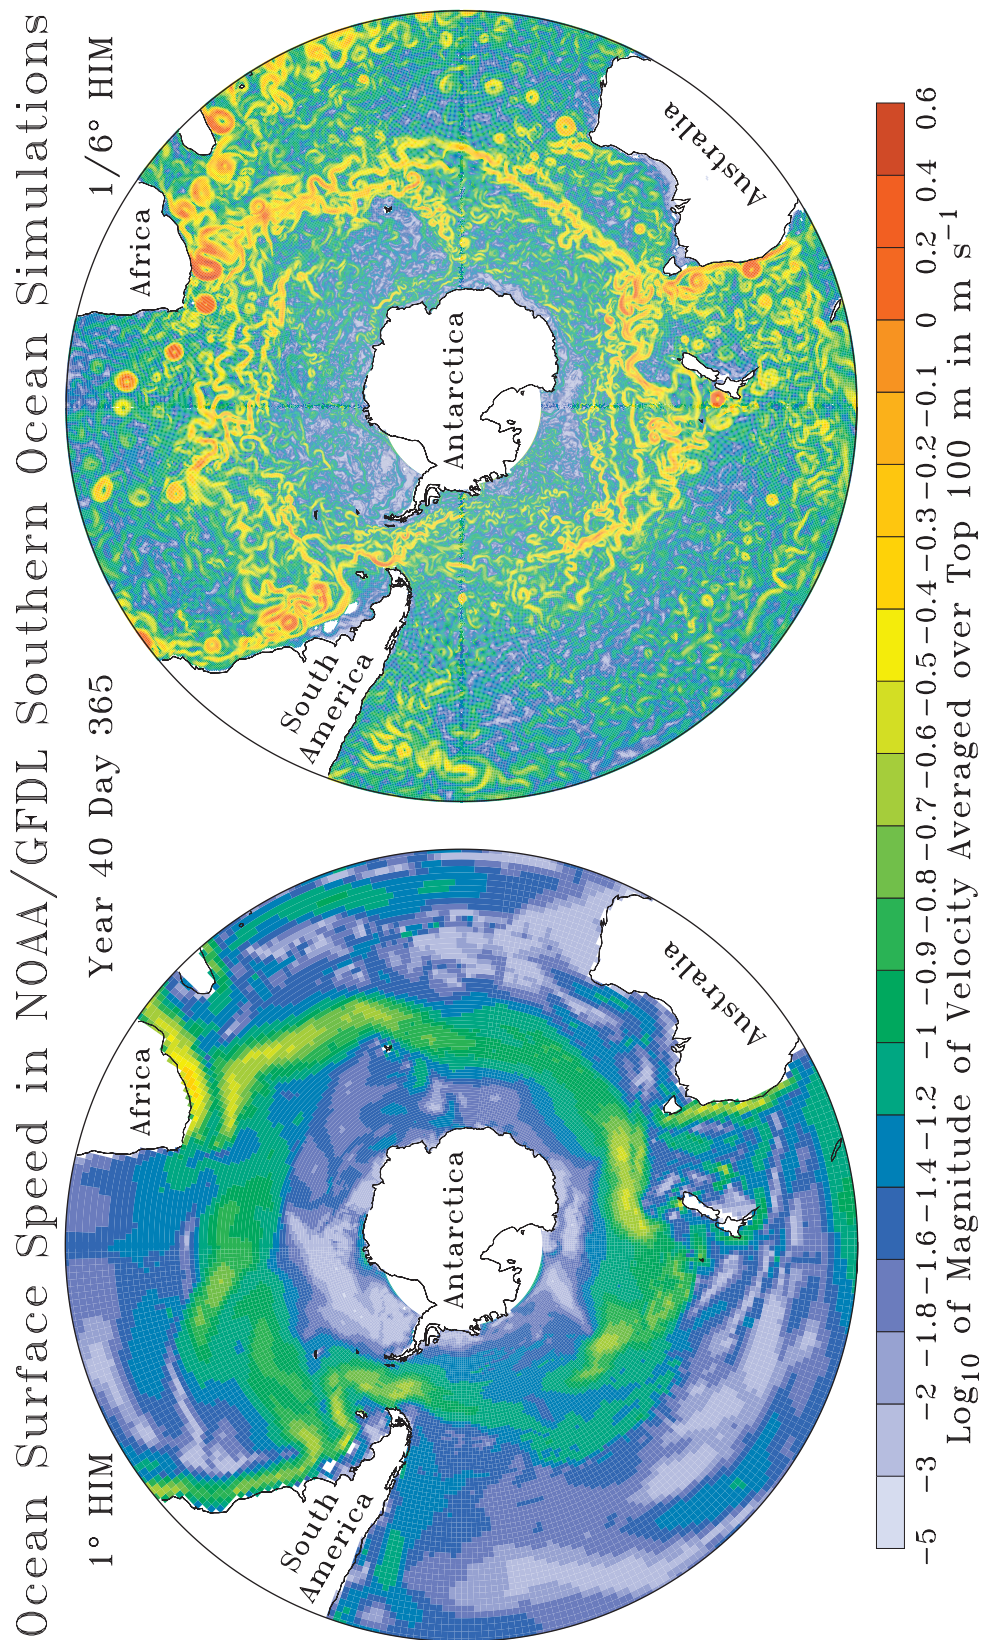 Ocean Surface Speed in NOAA/GFDL Southern Ocean Simulations
1° HIM Year 40 Day 365 1/6° HIM
Africa
Africa
South
America
South
America
Antarctica
Antarctica
Australia
Australia
−5 −3 −2 −1.8 −1.6 −1.4 −1.2 −1 −0.9 −0.8 −0.7 −0.6 −0.5 −0.4 −0.3 −0.2 −0.1 0 0.2 0.4 0.6
Log10 of Magnitude of Velocity Averaged over Top 100 m in m s−1